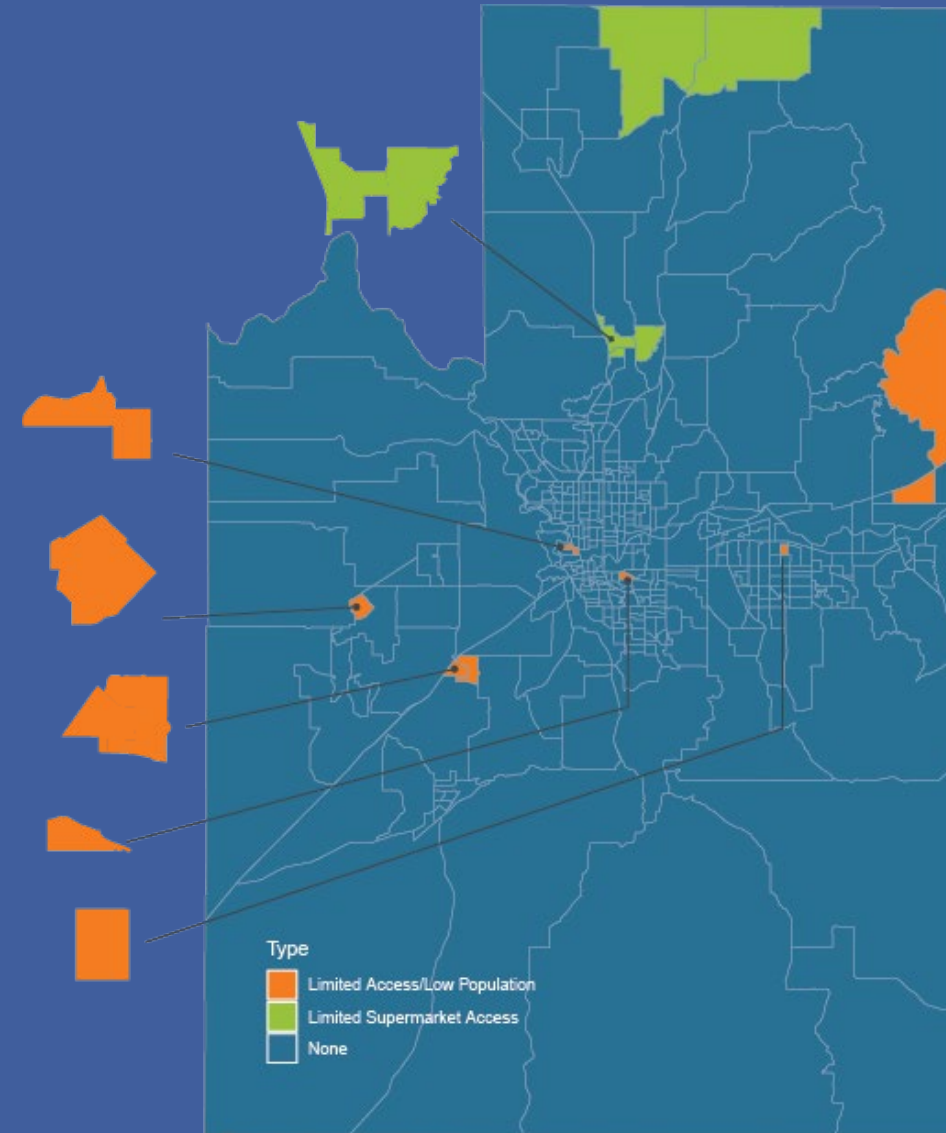 Type
Limited Access/Low Population
Limited Supermarket Access
None